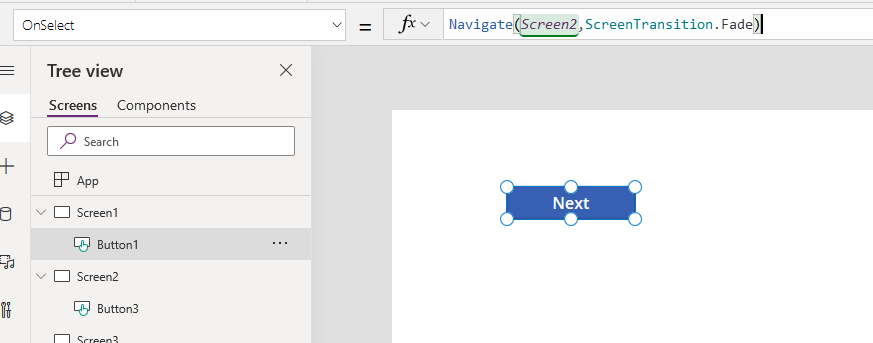 OnSelect = fx Navigate(Screen2,ScreenTransition.Fade)
Tree view
Screens Components
Search
App
Screen1
Button1 ...
Screen2
Button3
Screen3
Next